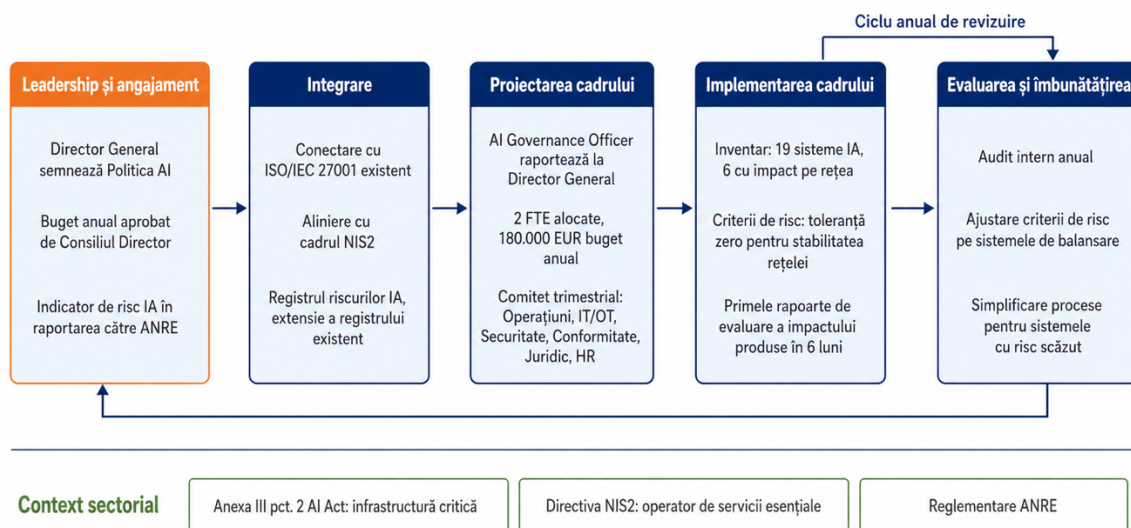 Ciclu anual de revizuire
Leadership și angajament
Director General
semnează Politica AI
Buget anual aprobat
de Consiliul Director
Indicator de risc IA în
raportarea către ANRE
Integrare
Conectare cu
ISO/IEC 27001 existent
Aliniere cu
cadrul NIS2
Registrul riscurilor IA,
extensie a registrului
existent
Proiectarea cadrului
AI Governance Officer
raportează la
Director General
2 FTE alocate,
180.000 EUR buget
anual
Comitet trimestrial:
Operațiuni, IT/OT,
Securitate, Conformitate,
Juridic, HR
Implementarea cadrului
Inventar: 19 sisteme IA,
6 cu impact pe rețea
Criterii de risc: toleranță
zero pentru stabilitatea
rețelei
Primele rapoarte de
evaluare a impactului
produse în 6 luni
Evaluarea și îmbunătățirea
Audit intern anual
Ajustare criterii de risc
pe sistemele de balansare
Simplificare procese
pentru sistemele
cu risc scăzut
Context sectorial
Anexa III pct. 2 AI Act: infrastructură critică
Directiva NIS2: operator de servicii esențiale
Reglementare ANRE